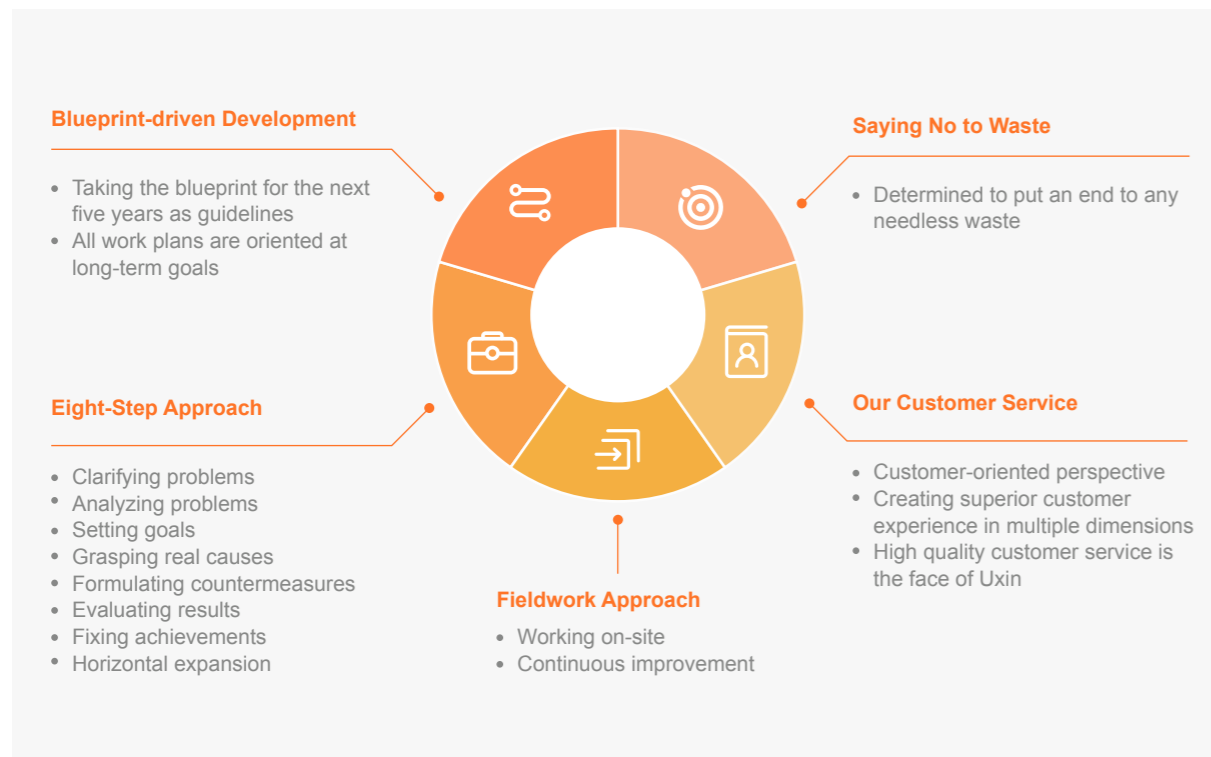 Blueprint-driven Development
• Taking the blueprint for the next
five years as guidelines
• All work plans are oriented at
long-term goals
Saying No to Waste
• Determined to put an end to any
needless waste
Eight-Step Approach
• Clarifying problems
• Analyzing problems
• Setting goals
• Grasping real causes
• Formulating countermeasures
• Evaluating results
• Fixing achievements
• Horizontal expansion
Fieldwork Approach
• Working on-site
• Continuous improvement
Our Customer Service
• Customer-oriented perspective
• Creating superior customer
experience in multiple dimensions
• High quality customer service is
the face of Uxin